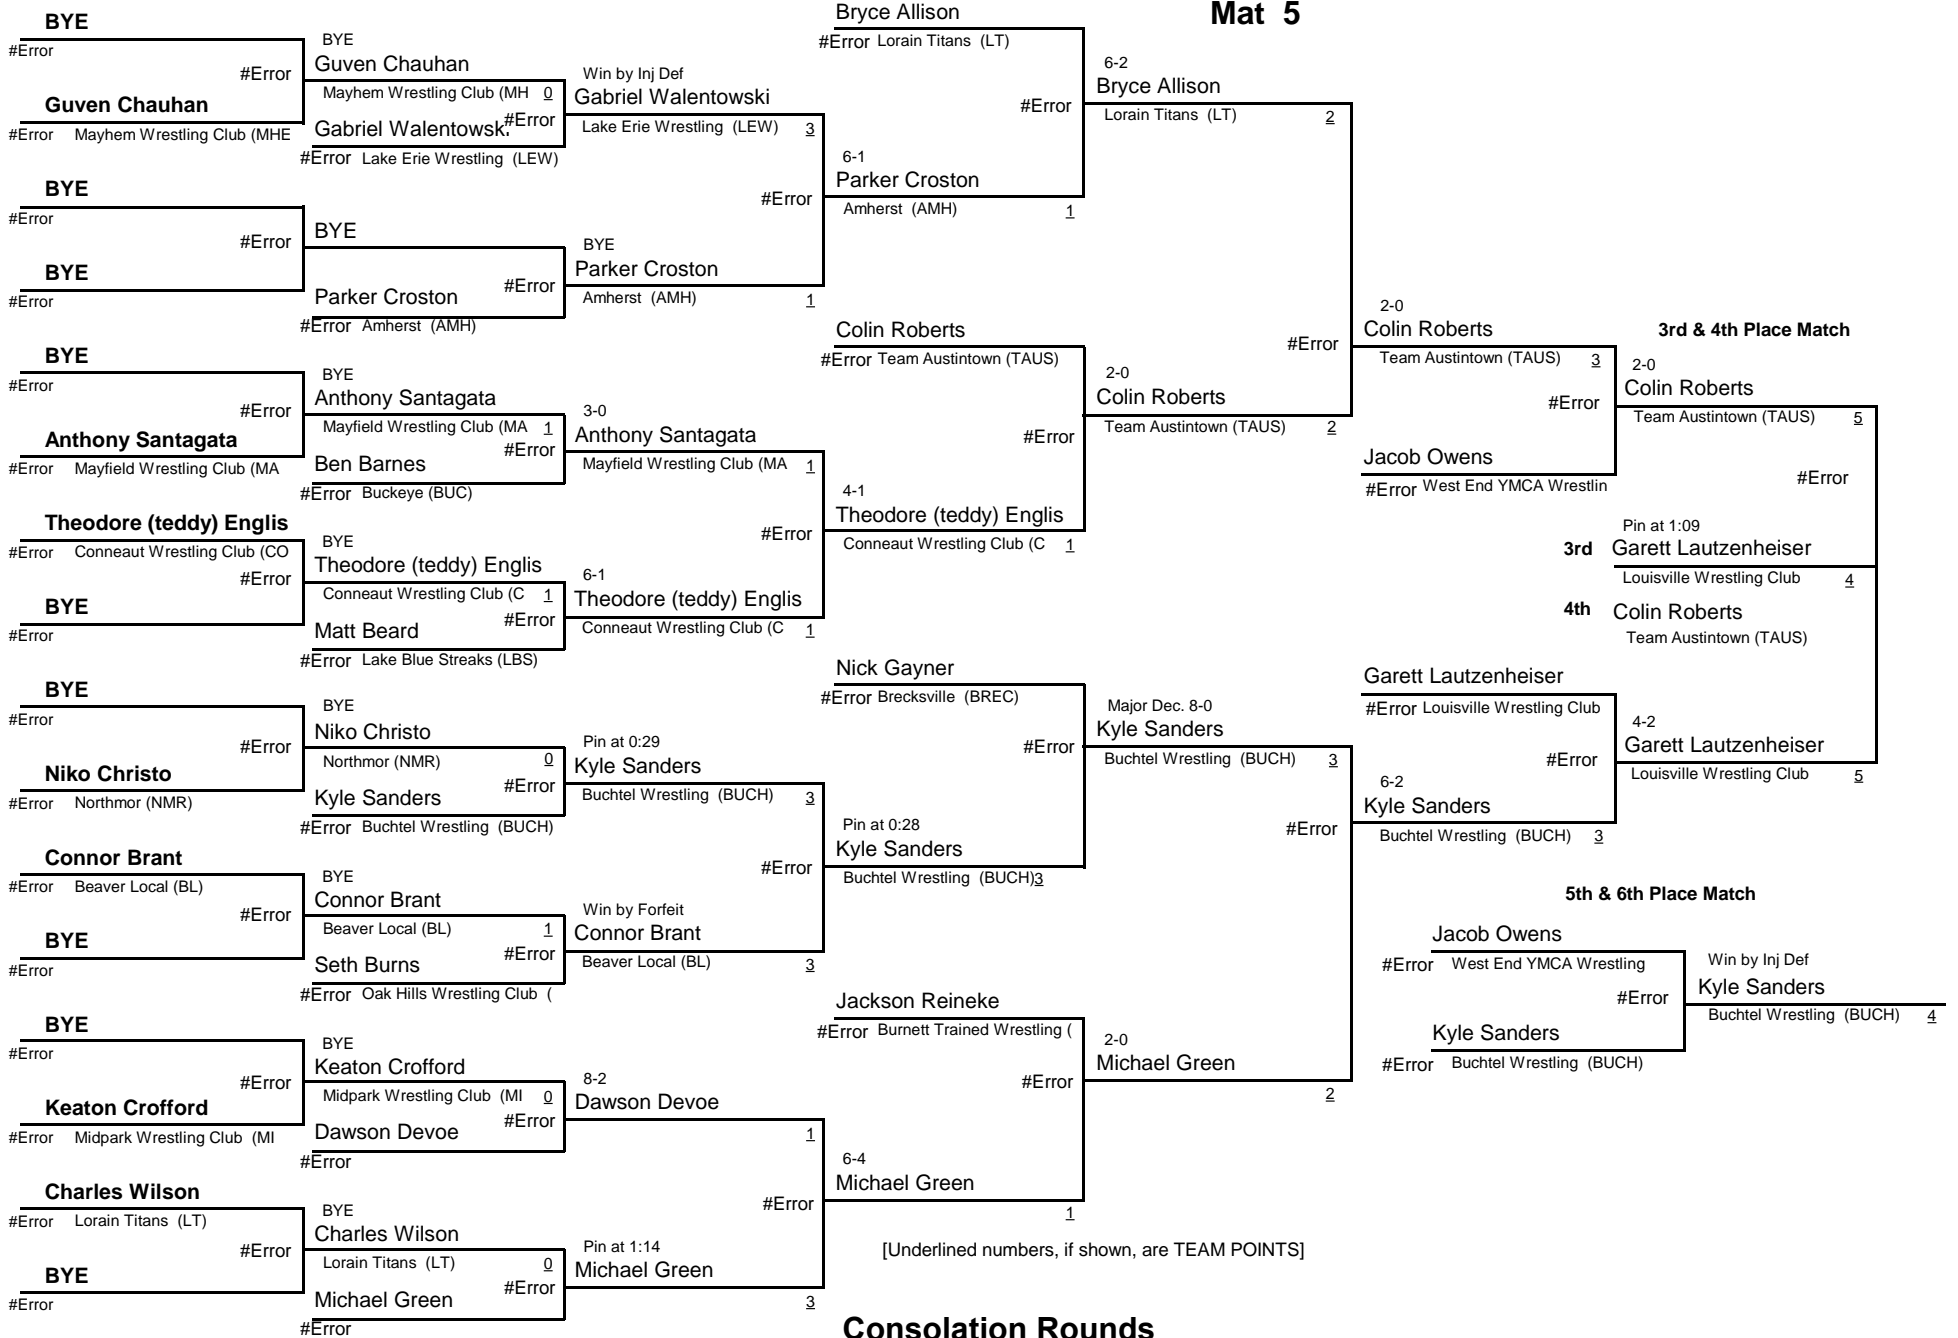 Mat 5
BYE
#Error
#Error
Guven Chauhan
#Error Mayhem Wrestling Club (MHE
BYE
#Error
#Error
BYE
#Error
BYE
#Error
#Error
Anthony Santagata
#Error Mayfield Wrestling Club (MA
Theodore (teddy) Englis
#Error Conneaut Wrestling Club (CO
#Error
BYE
#Error
BYE
#Error
#Error
Niko Christo
#Error Northmor (NMR)
Connor Brant
#Error Beaver Local (BL)
#Error
BYE
#Error
BYE
#Error
#Error
Keaton Crofford
#Error Midpark Wrestling Club (MI
Charles Wilson
#Error Lorain Titans (LT)
#Error
BYE
#Error
BYE
Guven Chauhan
Mayhem Wrestling Club (MH 0
Gabriel Walentowski #Error
#Error Lake Erie Wrestling (LEW)
BYE
#Error
Parker Croston
#Error Amherst (AMH)
BYE
Anthony Santagata
Mayfield Wrestling Club (MA 1
Ben Barnes #Error
#Error Buckeye (BUC)
BYE
Theodore (teddy) Englis
Conneaut Wrestling Club (C 1
Matt Beard #Error
#Error Lake Blue Streaks (LBS)
BYE
Niko Christo
Northmor (NMR) 0
Kyle Sanders #Error
#Error Buchtel Wrestling (BUCH)
BYE
Connor Brant
Beaver Local (BL) 1
Seth Burns #Error
#Error Oak Hills Wrestling Club (
BYE
Keaton Crofford
Midpark Wrestling Club (MI 0
Dawson Devoe #Error
#Error
BYE
Charles Wilson
Lorain Titans (LT) 0
Michael Green #Error
#Error
Win by Inj Def
Gabriel Walentowski
Lake Erie Wrestling (LEW) 3
#Error
BYE
Parker Croston
Amherst (AMH) 1
3-0
Anthony Santagata
Mayfield Wrestling Club (MA 1
#Error
6-1
Theodore (teddy) Englis
Conneaut Wrestling Club (C 1
Pin at 0:29
Kyle Sanders
Buchtel Wrestling (BUCH) 3
#Error
Win by Forfeit
Connor Brant
Beaver Local (BL) 3
8-2
Dawson Devoe
1
#Error
Pin at 1:14
Michael Green
3
Bryce Allison
#Error Lorain Titans (LT)
#Error
6-1
Parker Croston
Amherst (AMH) 1
Colin Roberts
#Error Team Austintown (TAUS)
#Error
4-1
Theodore (teddy) Englis
Conneaut Wrestling Club (C 1
Nick Gayner
#Error Brecksville (BREC)
#Error
Pin at 0:28
Kyle Sanders
Buchtel Wrestling (BUCH)3
Jackson Reineke
#Error Burnett Trained Wrestling (
#Error
6-4
Michael Green
1
6-2
Bryce Allison
Lorain Titans (LT) 2
#Error
2-0
Colin Roberts
Team Austintown (TAUS) 2
Major Dec. 8-0
Kyle Sanders
Buchtel Wrestling (BUCH) 3
#Error
2-0
Michael Green
2
2-0
Colin Roberts
Team Austintown (TAUS) 3
#Error
Jacob Owens
#Error West End YMCA Wrestlin
Garett Lautzenheiser
#Error Louisville Wrestling Club
#Error
6-2
Kyle Sanders
Buchtel Wrestling (BUCH) 3
3rd & 4th Place Match
2-0
Colin Roberts
Team Austintown (TAUS) 5
#Error
Pin at 1:09
3rd Garett Lautzenheiser
Louisville Wrestling Club 4
4th Colin Roberts
Team Austintown (TAUS)
4-2
Garett Lautzenheiser
Louisville Wrestling Club 5
5th & 6th Place Match
Jacob Owens
#Error West End YMCA Wrestling
#Error
Kyle Sanders
#Error Buchtel Wrestling (BUCH)
Win by Inj Def
Kyle Sanders
Buchtel Wrestling (BUCH) 4
[Underlined numbers, if shown, are TEAM POINTS]
Consolation Rounds